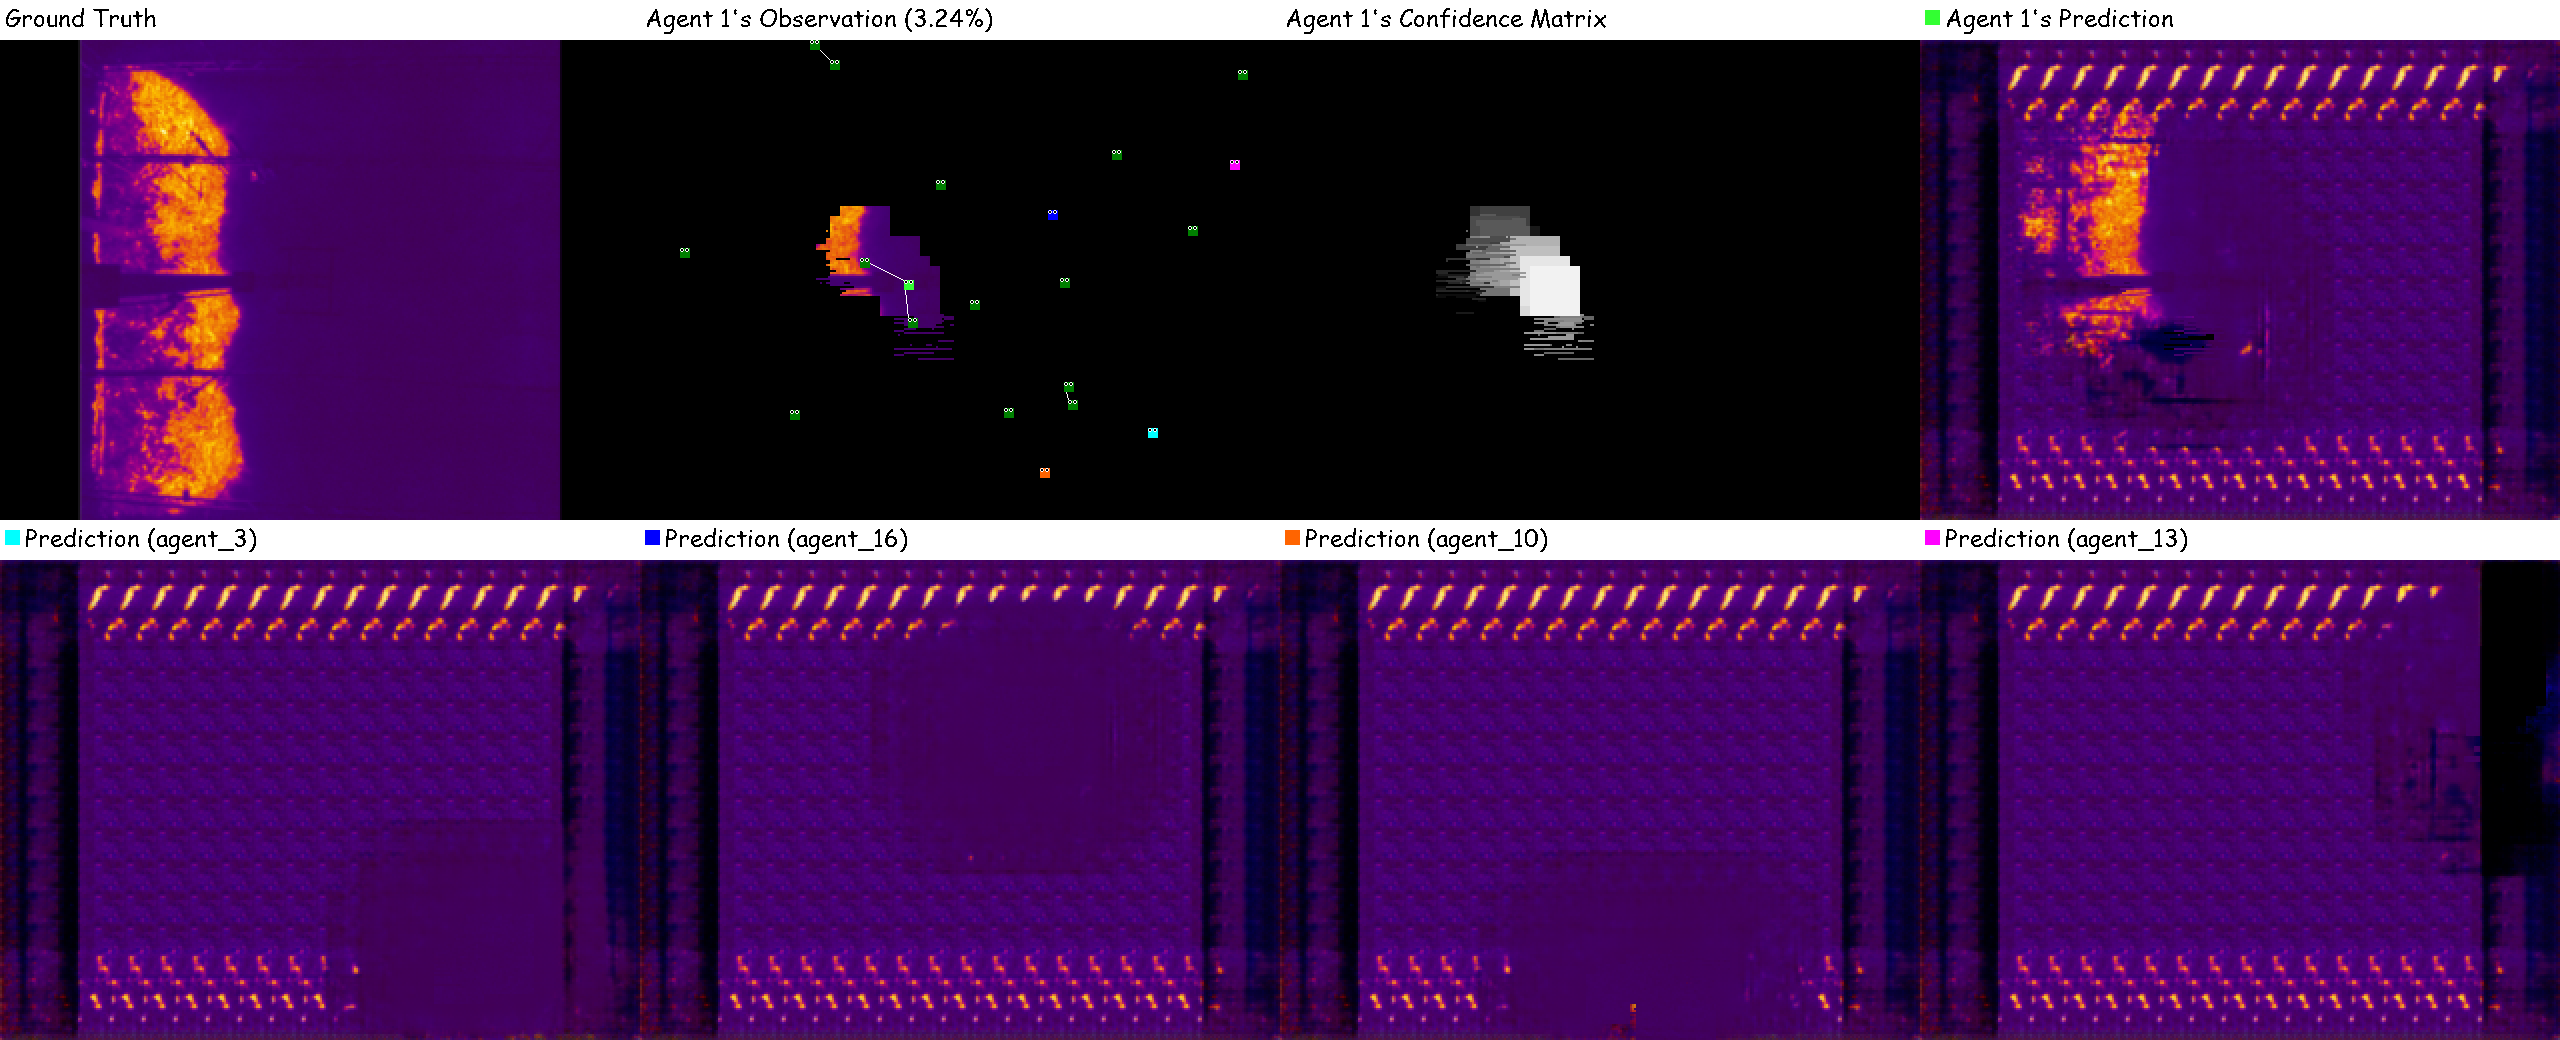 Ground Truth
Agent 1's Observation (3.24%)
Agent 1's Confidence Matrix
Agent 1's Prediction
Prediction (agent_3)
Prediction (agent_16)
Prediction (agent_10)
Prediction (agent_13)